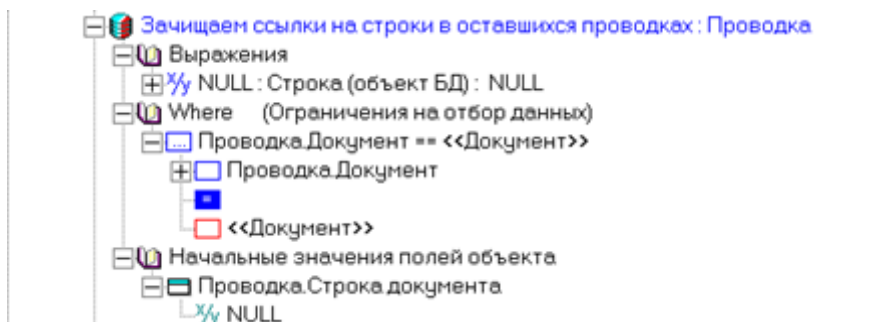 Зачищаем ссылки на строки в оставшихся проводках : Проводка
Выражения
X/y NULL : Строка (объект БД) : NULL
Where (Ограничения на отбор данных)
... Проводка.Документ == <<Документ>>
Проводка.Документ
=
<<Документ>>
Начальные значения полей объекта
Проводка.Строка документа
X/y NULL